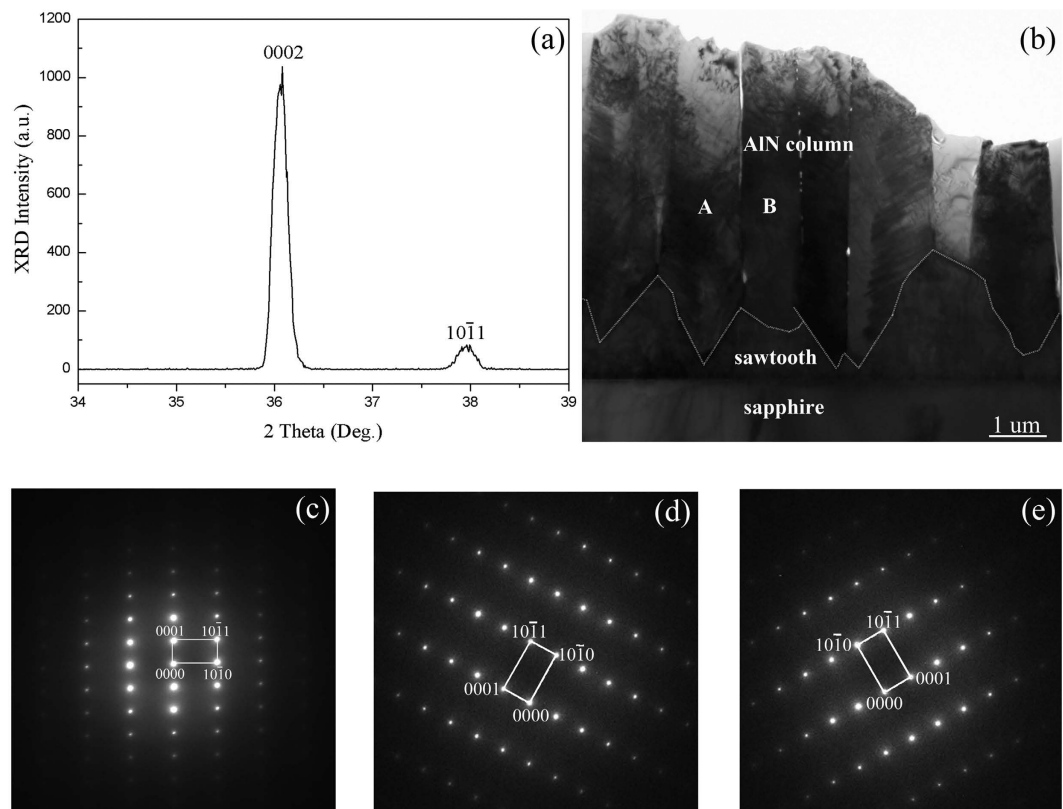 (a)
0002
101̄1
XRD Intensity (a.u.)
1200
1000
800
600
400
200
0
34 35 36 37 38 39
2 Theta (Deg.)
(b)
AlN column
A B
sawtooth
sapphire
1 um
(c)
0001 101̄1
0000 1010
(d)
101̄1
101̄0
0001
0000
(e)
101̄1
101̄0
0001
0000